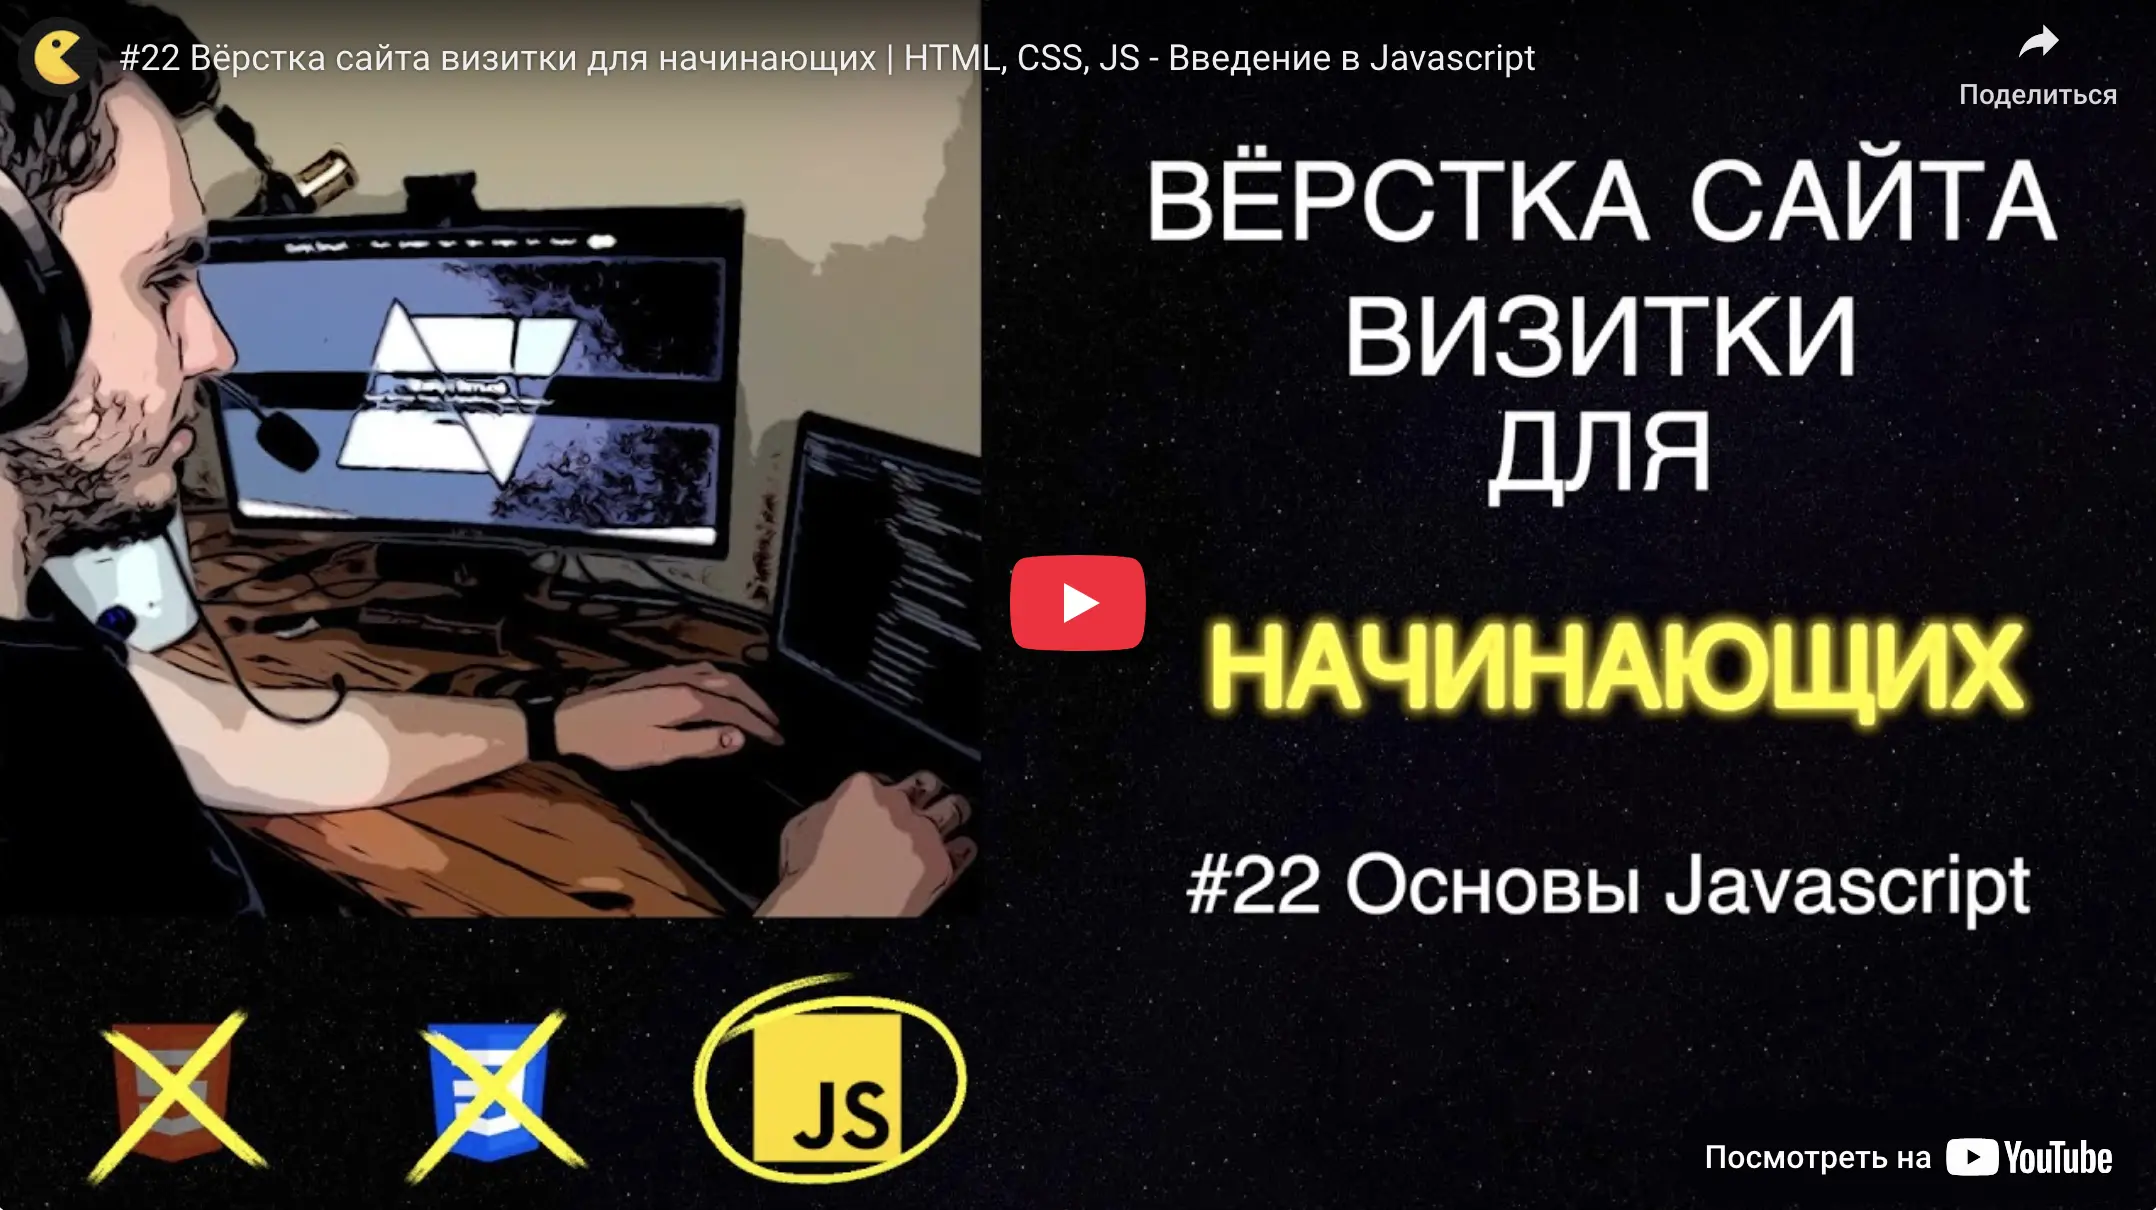 #22 Вёрстка сайта визитки для начинающих | HTML, CSS, JS - Введение в Javascript
Поделиться
ВЁРСТКА САЙТА
ВИЗИТКИ
ДЛЯ
НАЧИНАЮЩИХ
#22 Основы Javascript
JS
Посмотреть на YouTube